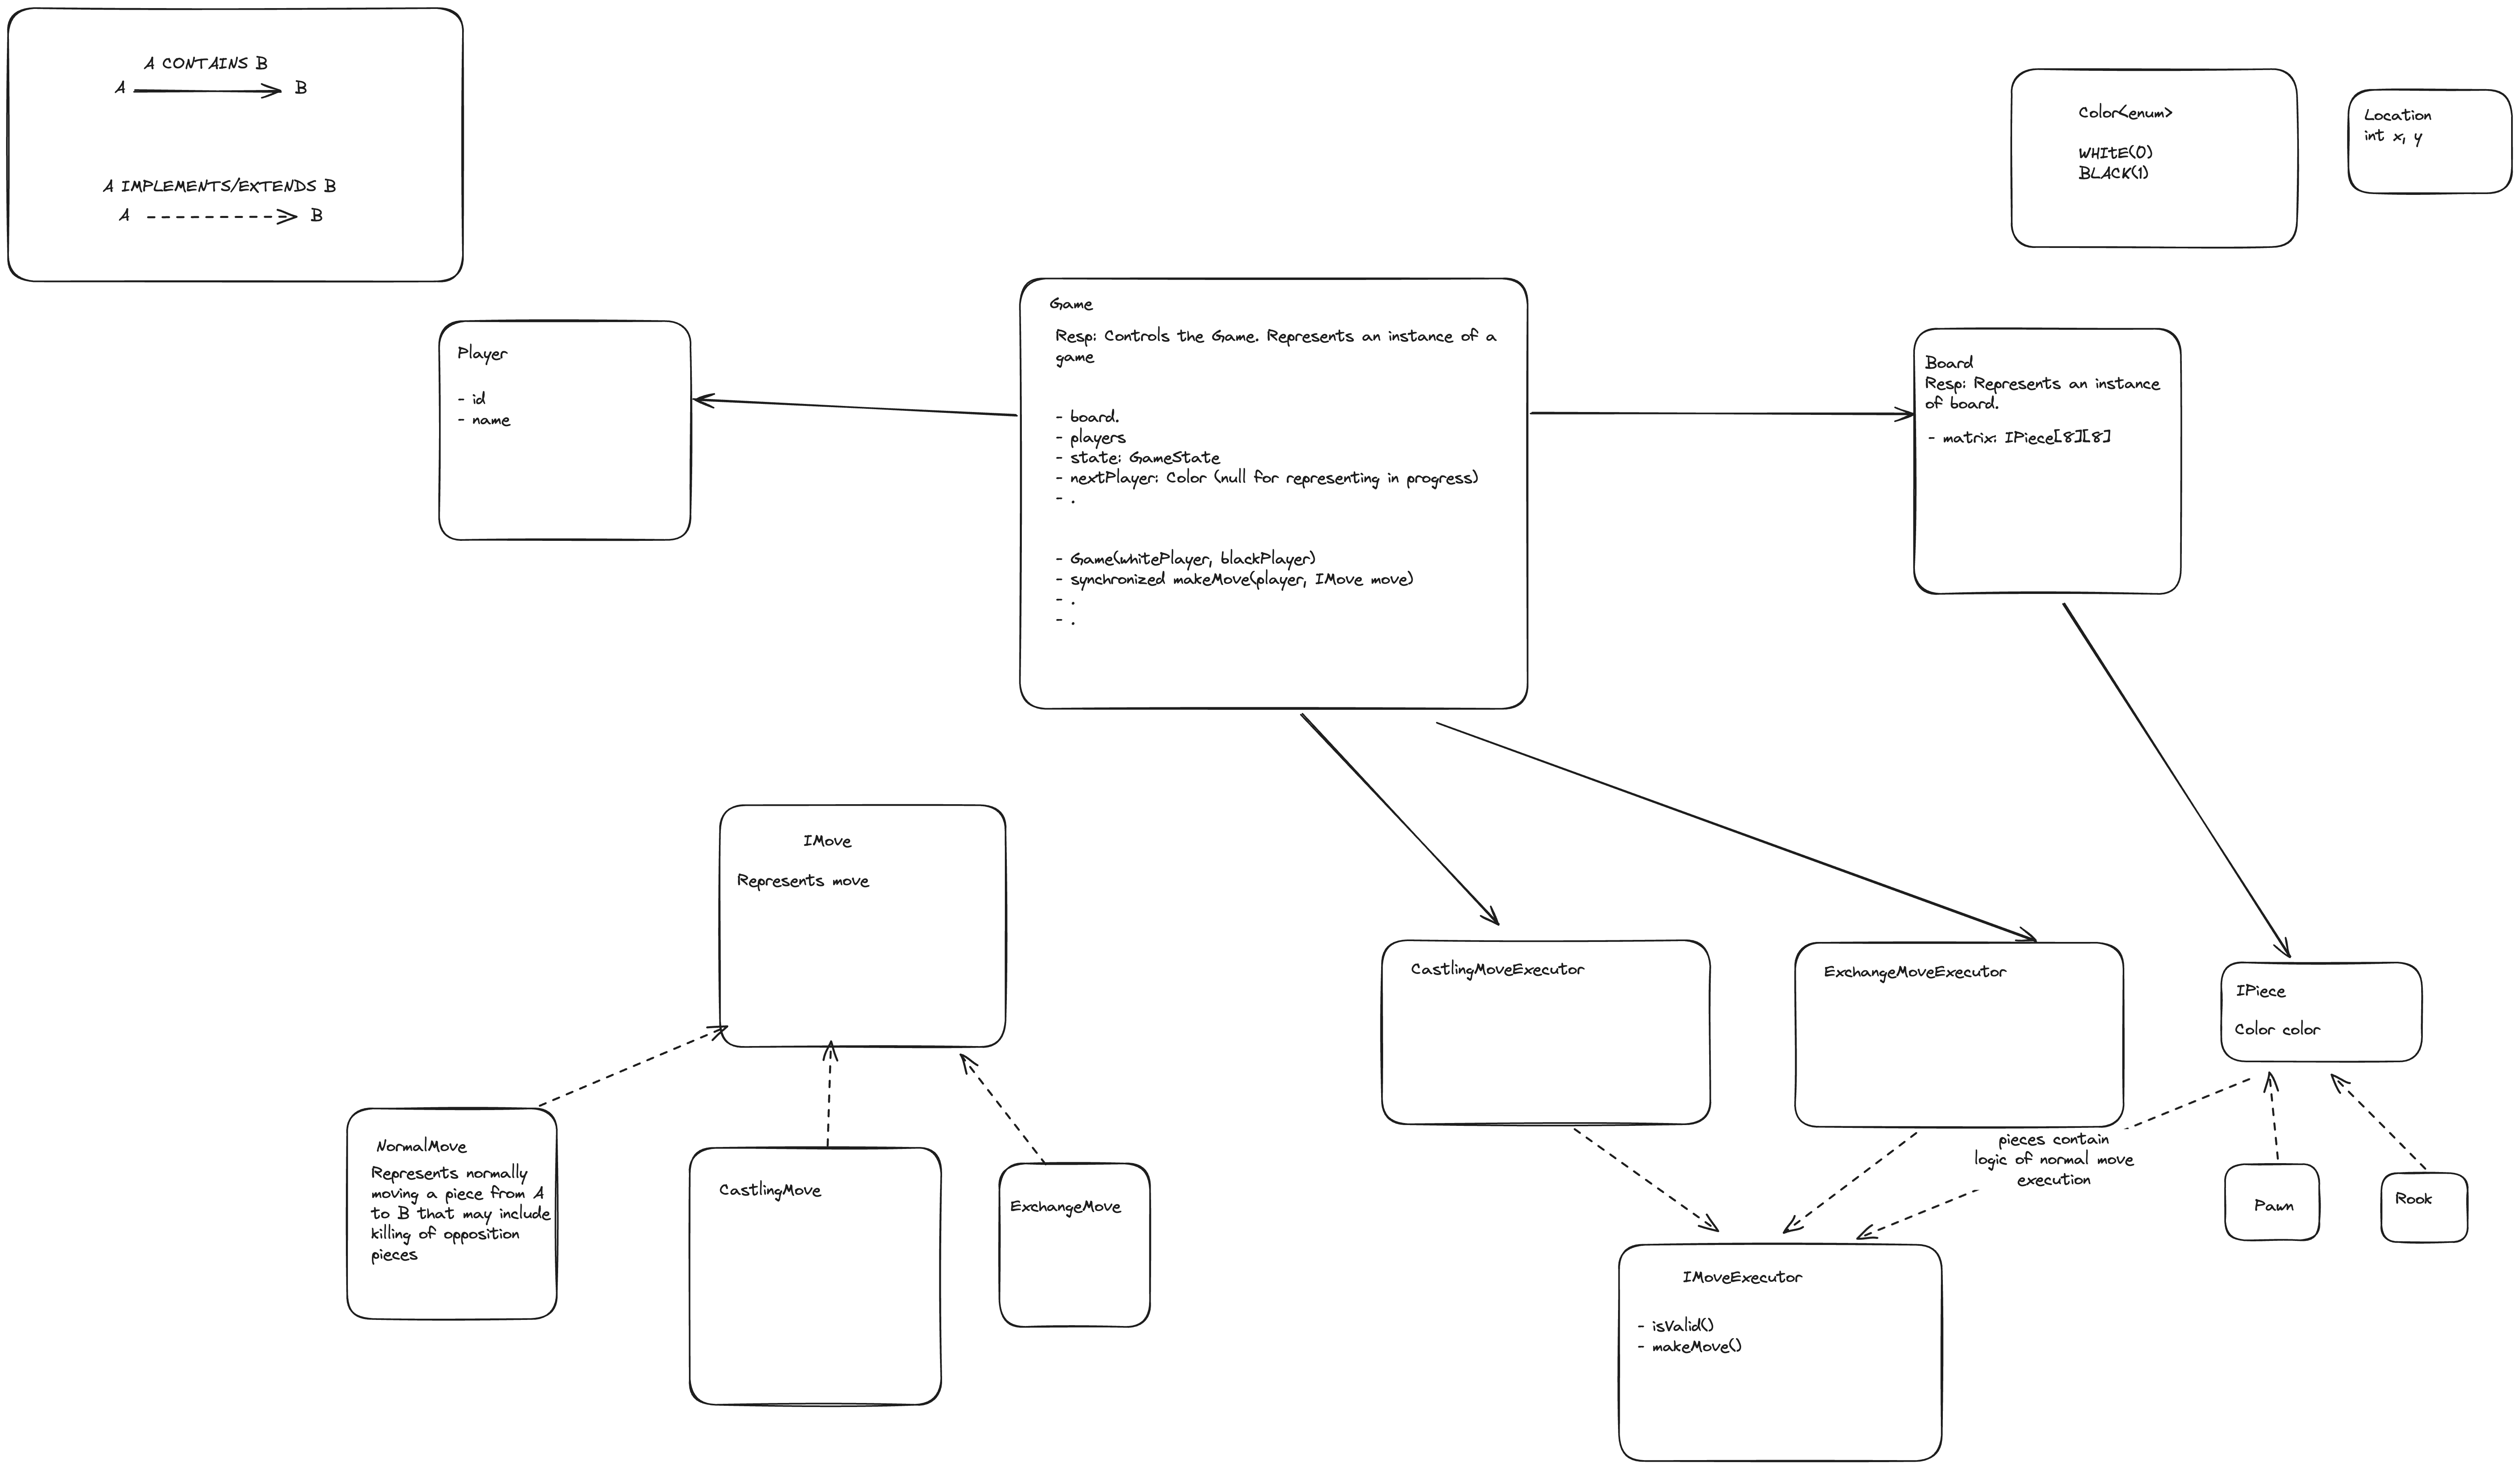 A CONTAINS B
A B
A IMPLEMENTS/EXTENDS B
A B
Color<enum>
WHItE(0)
BLACK(1)
Location
int x, y
Player
- id
- name
Game
Resp: Controls the Game. Represents an instance of a
game
- board.
- players
- state: GameState
- nextPlayer: Color (null for representing in progress)
- .
- Game(whitePlayer, blackPlayer)
- synchronized makeMove(player, IMove move)
- .
- .
Board
Resp: Represents an instance
of board.
- matrix: IPiece[8][8]
IMove
Represents move
CastlingMoveExecutor
ExchangeMoveExecutor
IPiece
Color color
NormalMove
Represents normally
moving a piece from A
to B that may include
killing of opposition
pieces
CastlingMove
ExchangeMove
pieces contain
logic of normal move
execution
Pawn
Rook
IMoveExecutor
- isValid()
- makeMove()